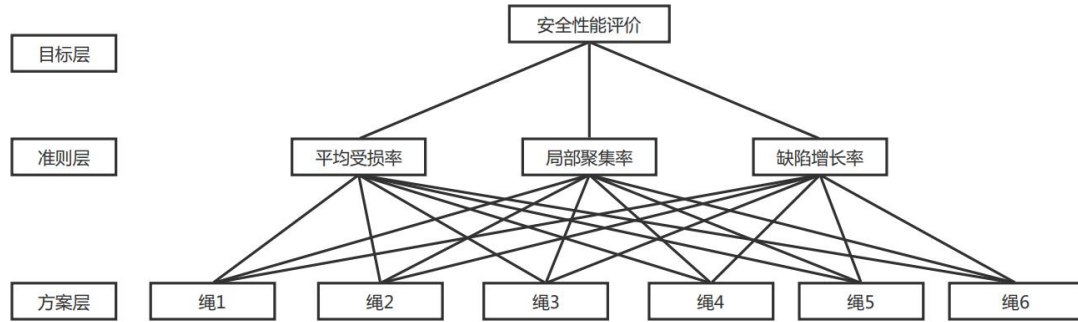 安全性能评价
目标层
准则层
平均受损率
局部聚集率
缺陷增长率
方案层
绳1
绳2
绳3
绳4
绳5
绳6